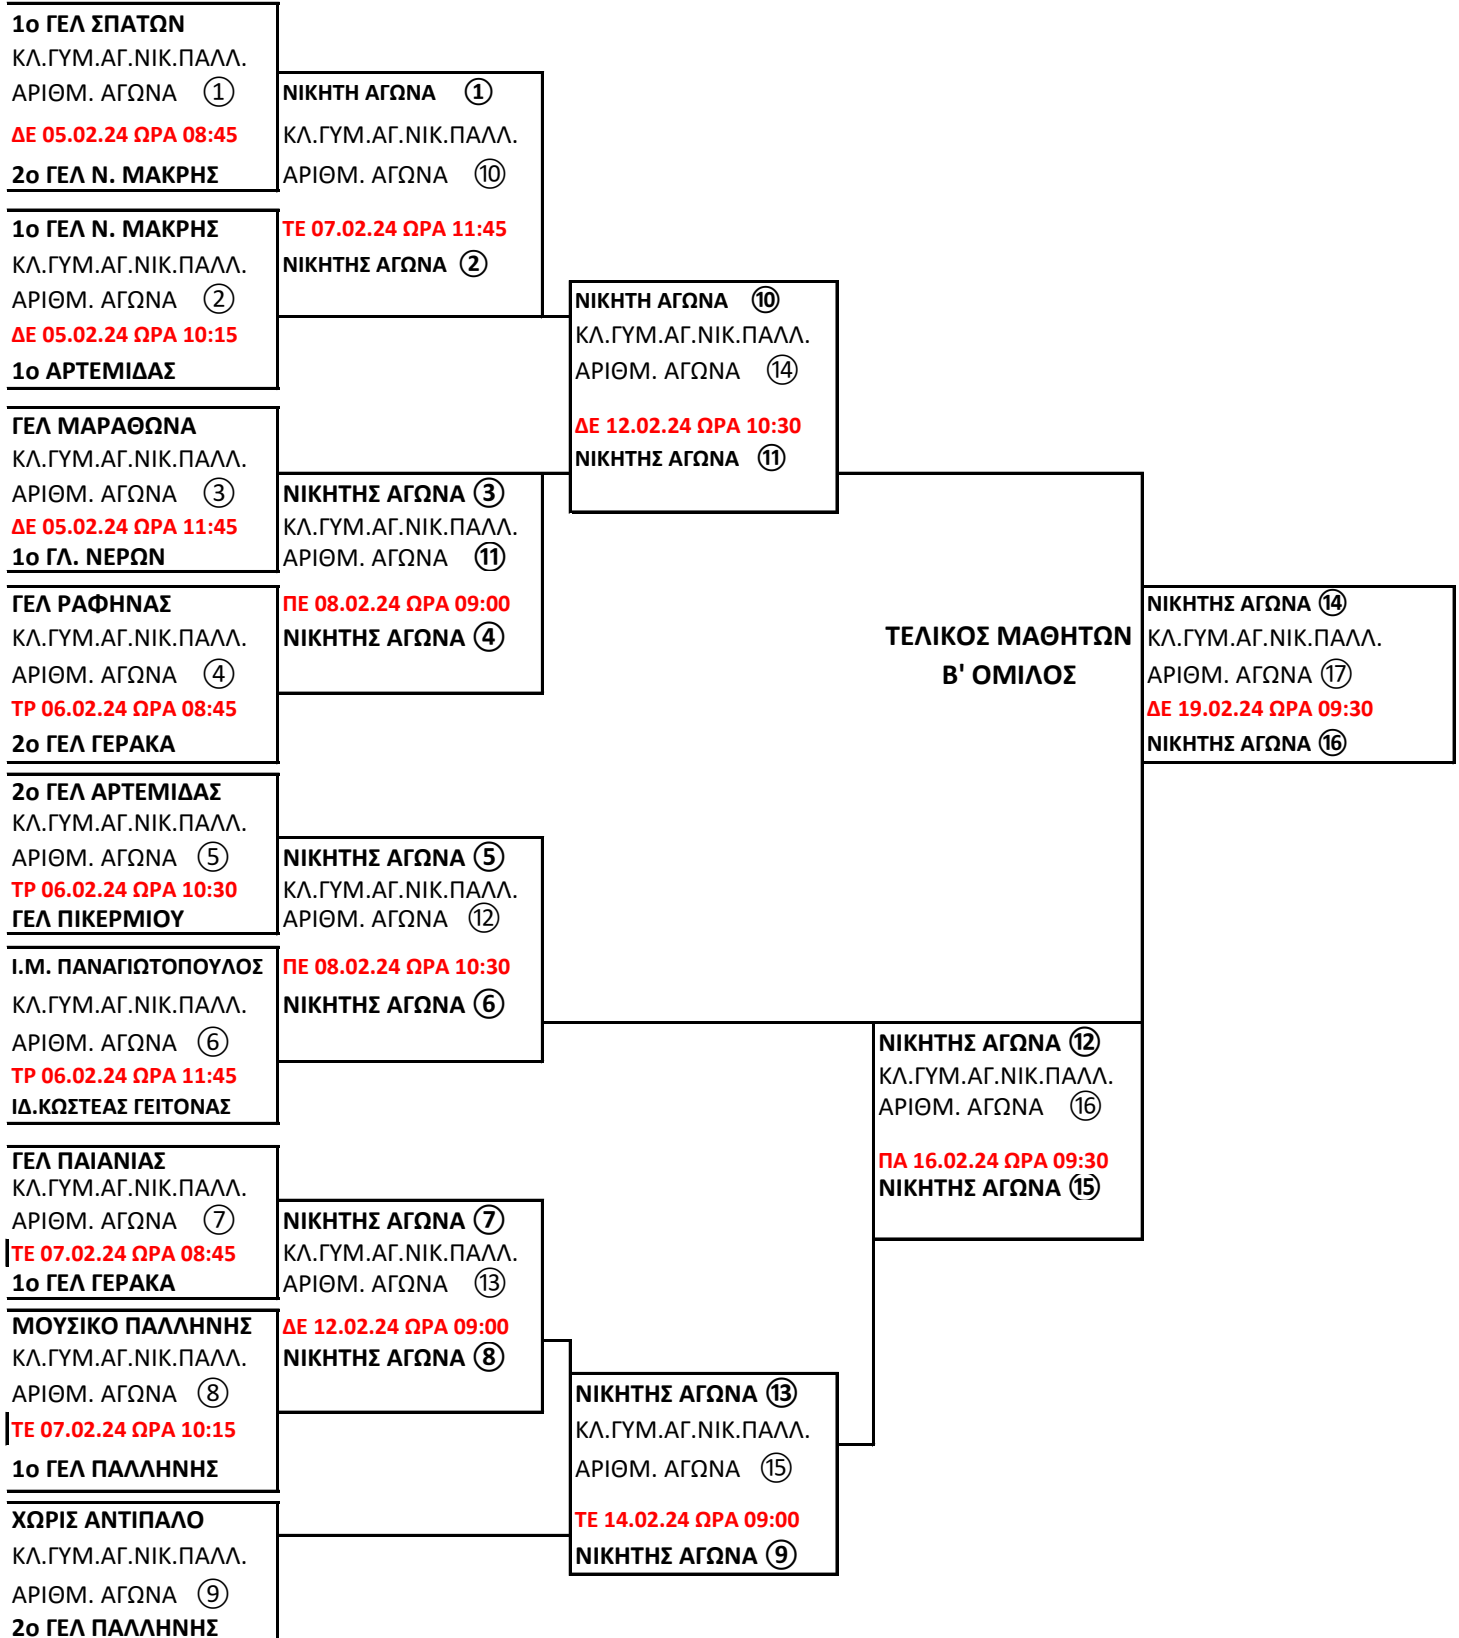 1ο ΓΕΛ ΣΠΑΤΩΝ
ΚΛ.ΓΥΜ.ΑΓ.ΝΙΚ.ΠΑΛΛ.
ΑΡΙΘΜ. ΑΓΩΝΑ ①
ΔΕ 05.02.24 ΩΡΑ 08:45
2ο ΓΕΛ Ν. ΜΑΚΡΗΣ
1ο ΓΕΛ Ν. ΜΑΚΡΗΣ
ΚΛ.ΓΥΜ.ΑΓ.ΝΙΚ.ΠΑΛΛ.
ΑΡΙΘΜ. ΑΓΩΝΑ ②
ΔΕ 05.02.24 ΩΡΑ 10:15
1ο ΑΡΤΕΜΙΔΑΣ
ΓΕΛ ΜΑΡΑΘΩΝΑ
ΚΛ.ΓΥΜ.ΑΓ.ΝΙΚ.ΠΑΛΛ.
ΑΡΙΘΜ. ΑΓΩΝΑ ③
ΔΕ 05.02.24 ΩΡΑ 11:45
1ο ΓΛ. ΝΕΡΩΝ
ΓΕΛ ΡΑΦΗΝΑΣ
ΚΛ.ΓΥΜ.ΑΓ.ΝΙΚ.ΠΑΛΛ.
ΑΡΙΘΜ. ΑΓΩΝΑ ④
ΤΡ 06.02.24 ΩΡΑ 08:45
2ο ΓΕΛ ΓΕΡΑΚΑ
2ο ΓΕΛ ΑΡΤΕΜΙΔΑΣ
ΚΛ.ΓΥΜ.ΑΓ.ΝΙΚ.ΠΑΛΛ.
ΑΡΙΘΜ. ΑΓΩΝΑ ⑤
ΤΡ 06.02.24 ΩΡΑ 10:30
ΓΕΛ ΠΙΚΕΡΜΙΟΥ
Ι.Μ. ΠΑΝΑΓΙΩΤΟΠΟΥΛΟΣ
ΚΛ.ΓΥΜ.ΑΓ.ΝΙΚ.ΠΑΛΛ.
ΑΡΙΘΜ. ΑΓΩΝΑ ⑥
ΤΡ 06.02.24 ΩΡΑ 11:45
ΙΔ.ΚΩΣΤΕΑΣ ΓΕΙΤΟΝΑΣ
ΓΕΛ ΠΑΙΑΝΙΑΣ
ΚΛ.ΓΥΜ.ΑΓ.ΝΙΚ.ΠΑΛΛ.
ΑΡΙΘΜ. ΑΓΩΝΑ ⑦
ΤΕ 07.02.24 ΩΡΑ 08:45
1ο ΓΕΛ ΓΕΡΑΚΑ
ΜΟΥΣΙΚΟ ΠΑΛΛΗΝΗΣ
ΚΛ.ΓΥΜ.ΑΓ.ΝΙΚ.ΠΑΛΛ.
ΑΡΙΘΜ. ΑΓΩΝΑ ⑧
ΤΕ 07.02.24 ΩΡΑ 10:15
1ο ΓΕΛ ΠΑΛΛΗΝΗΣ
ΧΩΡΙΣ ΑΝΤΙΠΑΛΟ
ΚΛ.ΓΥΜ.ΑΓ.ΝΙΚ.ΠΑΛΛ.
ΑΡΙΘΜ. ΑΓΩΝΑ ⑨
2ο ΓΕΛ ΠΑΛΛΗΝΗΣ
ΝΙΚΗΤΗ ΑΓΩΝΑ ①
ΚΛ.ΓΥΜ.ΑΓ.ΝΙΚ.ΠΑΛΛ.
ΑΡΙΘΜ. ΑΓΩΝΑ ⑩
ΤΕ 07.02.24 ΩΡΑ 11:45
ΝΙΚΗΤΗΣ ΑΓΩΝΑ ②
ΝΙΚΗΤΗΣ ΑΓΩΝΑ ③
ΚΛ.ΓΥΜ.ΑΓ.ΝΙΚ.ΠΑΛΛ.
ΑΡΙΘΜ. ΑΓΩΝΑ ⑪
ΠΕ 08.02.24 ΩΡΑ 09:00
ΝΙΚΗΤΗΣ ΑΓΩΝΑ ④
ΝΙΚΗΤΗΣ ΑΓΩΝΑ ⑤
ΚΛ.ΓΥΜ.ΑΓ.ΝΙΚ.ΠΑΛΛ.
ΑΡΙΘΜ. ΑΓΩΝΑ ⑫
ΠΕ 08.02.24 ΩΡΑ 10:30
ΝΙΚΗΤΗΣ ΑΓΩΝΑ ⑥
ΝΙΚΗΤΗΣ ΑΓΩΝΑ ⑦
ΚΛ.ΓΥΜ.ΑΓ.ΝΙΚ.ΠΑΛΛ.
ΑΡΙΘΜ. ΑΓΩΝΑ ⑬
ΔΕ 12.02.24 ΩΡΑ 09:00
ΝΙΚΗΤΗΣ ΑΓΩΝΑ ⑧
ΝΙΚΗΤΗ ΑΓΩΝΑ ⑩
ΚΛ.ΓΥΜ.ΑΓ.ΝΙΚ.ΠΑΛΛ.
ΑΡΙΘΜ. ΑΓΩΝΑ ⑭
ΔΕ 12.02.24 ΩΡΑ 10:30
ΝΙΚΗΤΗΣ ΑΓΩΝΑ ⑪
ΝΙΚΗΤΗΣ ΑΓΩΝΑ ⑬
ΚΛ.ΓΥΜ.ΑΓ.ΝΙΚ.ΠΑΛΛ.
ΑΡΙΘΜ. ΑΓΩΝΑ ⑮
ΤΕ 14.02.24 ΩΡΑ 09:00
ΝΙΚΗΤΗΣ ΑΓΩΝΑ ⑨
ΤΕΛΙΚΟΣ ΜΑΘΗΤΩΝ
Β' ΟΜΙΛΟΣ
ΝΙΚΗΤΗΣ ΑΓΩΝΑ ⑫
ΚΛ.ΓΥΜ.ΑΓ.ΝΙΚ.ΠΑΛΛ.
ΑΡΙΘΜ. ΑΓΩΝΑ ⑯
ΠΑ 16.02.24 ΩΡΑ 09:30
ΝΙΚΗΤΗΣ ΑΓΩΝΑ ⑮
ΝΙΚΗΤΗΣ ΑΓΩΝΑ ⑭
ΚΛ.ΓΥΜ.ΑΓ.ΝΙΚ.ΠΑΛΛ.
ΑΡΙΘΜ. ΑΓΩΝΑ ⑰
ΔΕ 19.02.24 ΩΡΑ 09:30
ΝΙΚΗΤΗΣ ΑΓΩΝΑ ⑯